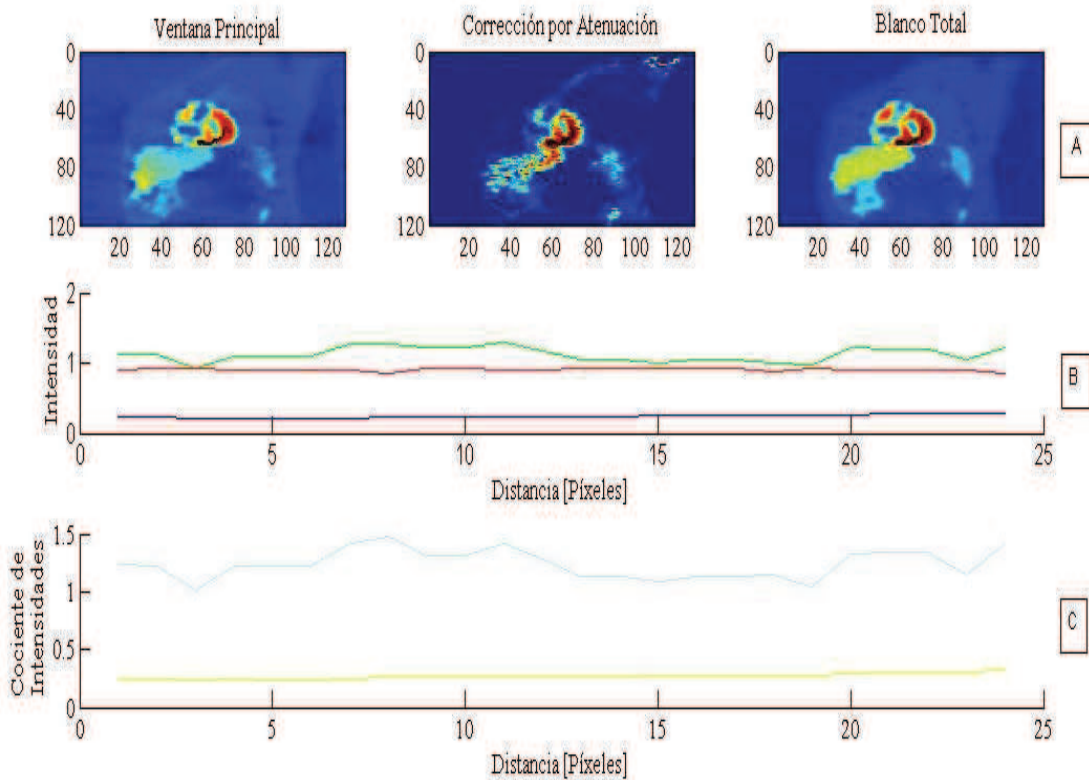 Ventana Principal
Corrección por Atenuación
Blanco Total
0
40
80
120
20 40 60 80 100 120
0
40
80
120
20 40 60 80 100 120
0
40
80
120
20 40 60 80 100 120
A
Intensidad
2
1
0
0 5 10 15 20 25
Distancia [Píxeles]
B
Cociente de
Intensidades
1.5
1
0.5
0
0 5 10 15 20 25
Distancia [Píxeles]
C